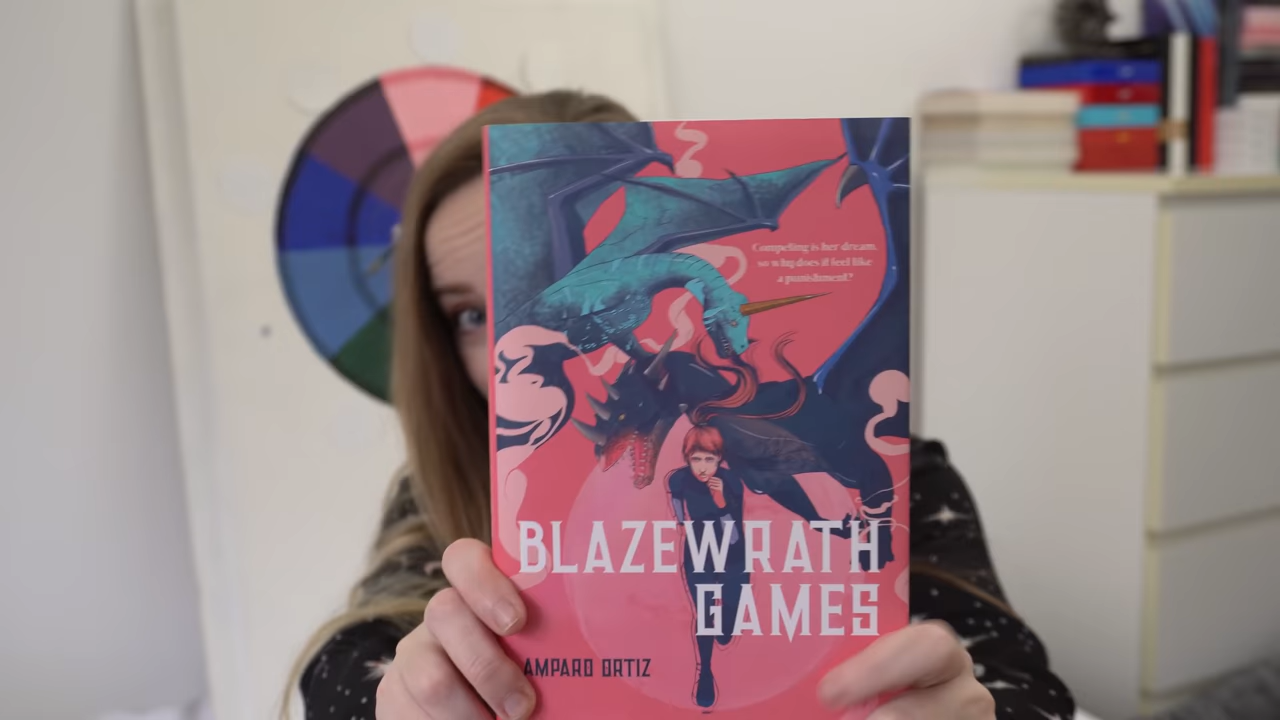 Competing is her dream,
so why does it feel like
a punishment?
BLAZEWRATH
GAMES
AMPARO ORTIZ